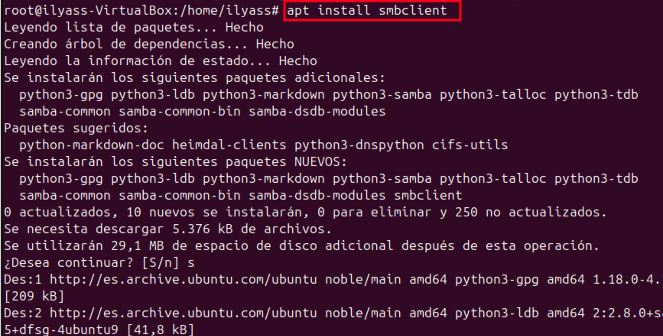 root@ilyass-VirtualBox:/home/ilyass# apt install smbclient
Leyendo lista de paquetes... Hecho
Creando árbol de dependencias... Hecho
Leyendo la información de estado... Hecho
Se instalarán los siguientes paquetes adicionales:
  python3-gpg python3-ldb python3-markdown python3-samba python3-talloc python3-tdb
  samba-common samba-common-bin samba-dsdb-modules
Paquetes sugeridos:
  python-markdown-doc heimdal-clients python3-dnspython cifs-utils
Se instalarán los siguientes paquetes NUEVOS:
  python3-gpg python3-ldb python3-markdown python3-samba python3-talloc python3-tdb
  samba-common samba-common-bin samba-dsdb-modules smbclient
0 actualizados, 10 nuevos se instalarán, 0 para eliminar y 250 no actualizados.
Se necesita descargar 5.376 kB de archivos.
Se utilizarán 29,1 MB de espacio de disco adicional después de esta operación.
¿Desea continuar? [S/n] s
Des:1 http://es.archive.ubuntu.com/ubuntu noble/main amd64 python3-gpg amd64 1.18.0-4.
[209 kB]
Des:2 http://es.archive.ubuntu.com/ubuntu noble/main amd64 python3-ldb amd64 2:2.8.0+s
5+dfsg-4ubuntu9 [41,8 kB]